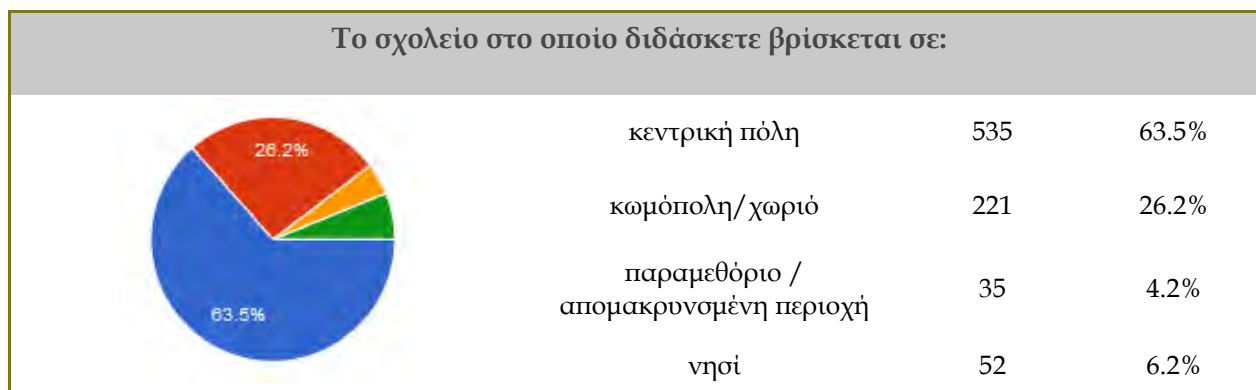 Το σχολείο στο οποίο διδάσκετε βρίσκεται σε:
26.2%
63.5%
κεντρική πόλη 535 63.5%
κωμόπολη/χωριό 221 26.2%
παραμεθόριο /
απομακρυνσμένη περιοχή 35 4.2%
νησί 52 6.2%